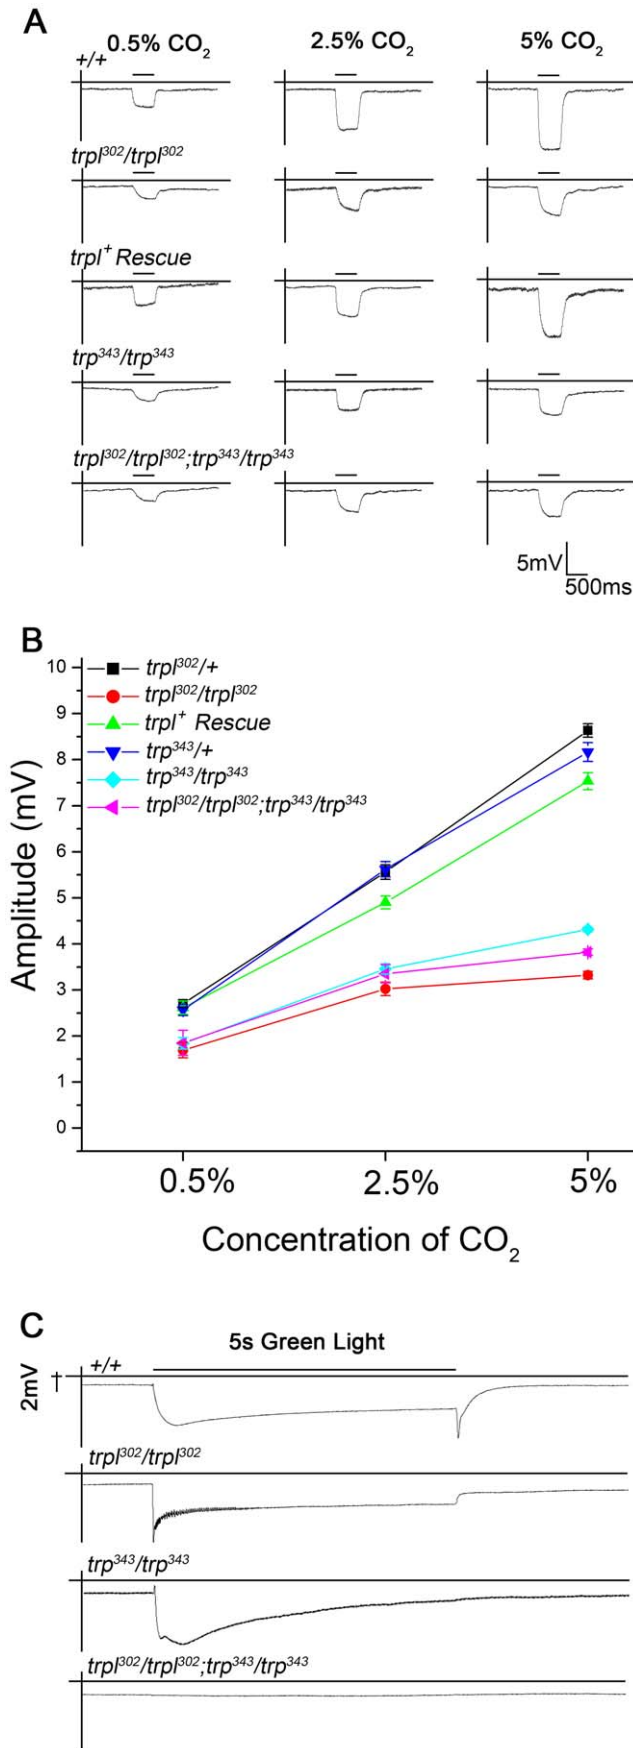 A
0.5% CO₂ 2.5% CO₂ 5% CO₂
+/+
trpl³⁰²/trpl³⁰²
trpl⁺ Rescue
trp³⁴³/trp³⁴³
trpl³⁰²/trpl³⁰²;trp³⁴³/trp³⁴³
5mV
500ms
B
10
9
8
7
6
5
4
3
2
1
0
Amplitude (mV)
trpl³⁰²/+
trpl³⁰²/trpl³⁰²
trpl⁺ Rescue
trp³⁴³/+
trp³⁴³/trp³⁴³
trpl³⁰²/trpl³⁰²;trp³⁴³/trp³⁴³
0.5% 2.5% 5%
Concentration of CO₂
C
5s Green Light
+/+
2mV
trpl³⁰²/trpl³⁰²
trp³⁴³/trp³⁴³
trpl³⁰²/trpl³⁰²;trp³⁴³/trp³⁴³